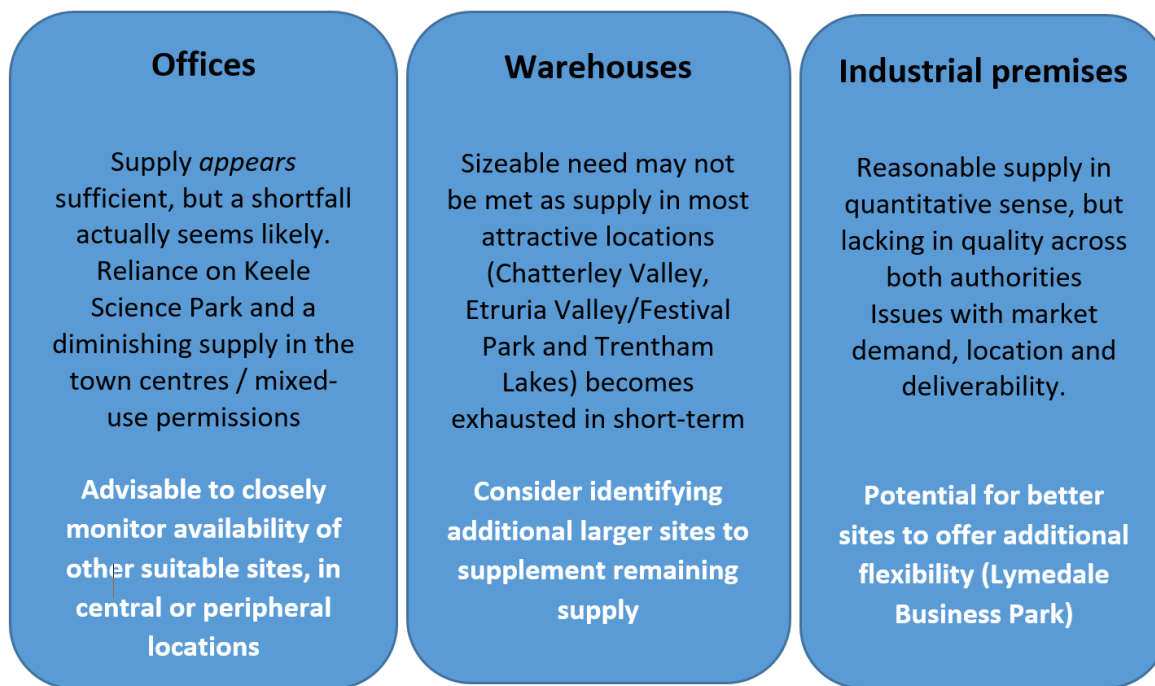 Offices
Supply appears
sufficient, but a shortfall
actually seems likely.
Reliance on Keele
Science Park and a
diminishing supply in the
town centres / mixed-
use permissions
Advisable to closely
monitor availability of
other suitable sites, in
central or peripheral
locations
Warehouses
Sizeable need may not
be met as supply in most
attractive locations
(Chatterley Valley,
Etruria Valley/Festival
Park and Trentham
Lakes) becomes
exhausted in short-term
Consider identifying
additional larger sites to
supplement remaining
supply
Industrial premises
Reasonable supply in
quantitative sense, but
lacking in quality across
both authorities
Issues with market
demand, location and
deliverability.
Potential for better
sites to offer additional
flexibility (Lymedale
Business Park)